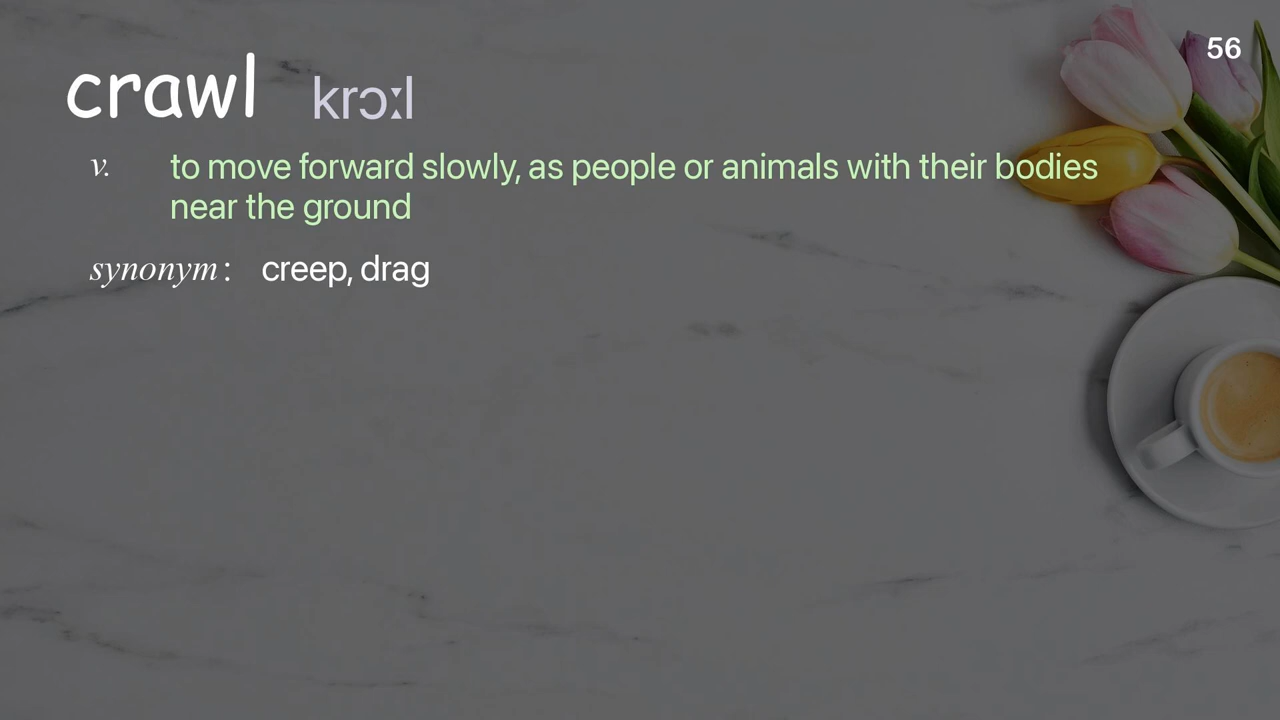 56
crawl krɔːl
v. to move forward slowly, as people or animals with their bodies
near the ground
synonym: creep, drag